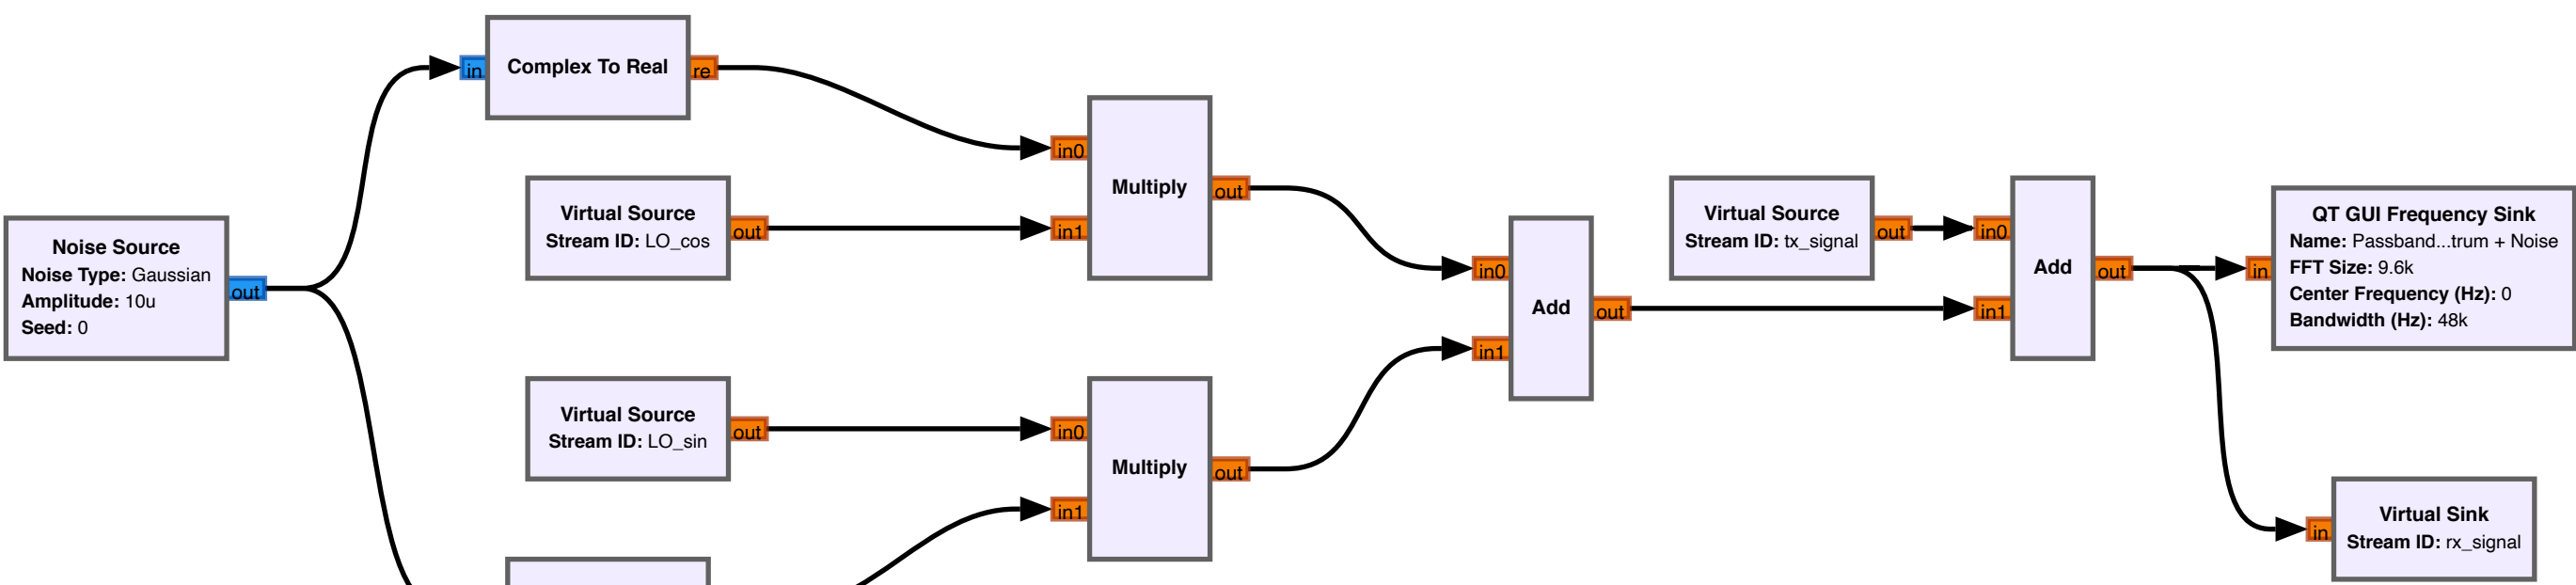 Complex To Real
in
re
Noise Source
Noise Type: Gaussian
Amplitude: 10u
Seed: 0
out
Virtual Source
Stream ID: LO_cos
out
in0
in1
Multiply
out
Virtual Source
Stream ID: LO_sin
out
in0
in1
Multiply
out
in0
in1
Add
out
Virtual Source
Stream ID: tx_signal
out
in0
in1
Add
out
in
QT GUI Frequency Sink
Name: Passband...trum + Noise
FFT Size: 9.6k
Center Frequency (Hz): 0
Bandwidth (Hz): 48k
in
Virtual Sink
Stream ID: rx_signal